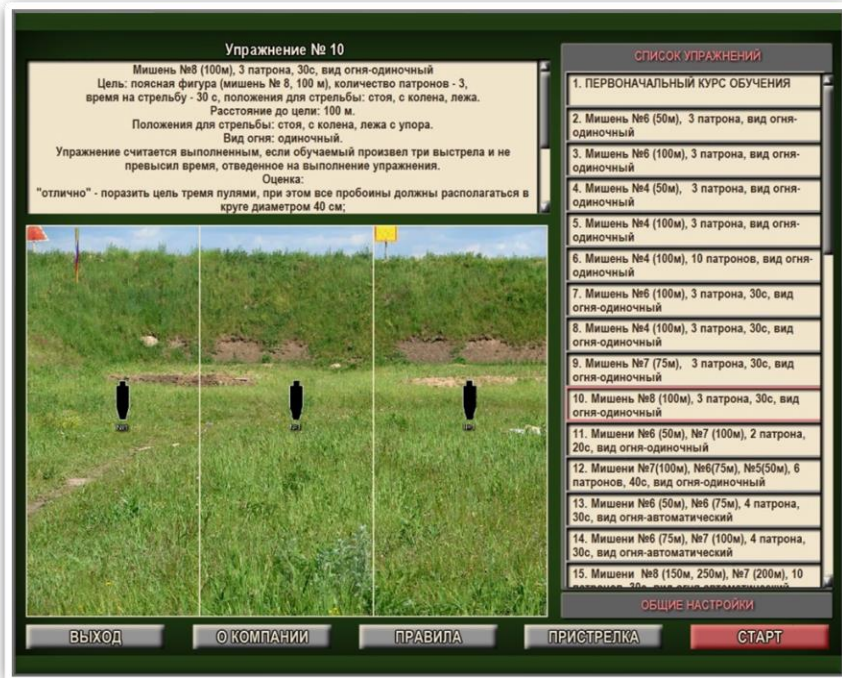 Упражнение № 10
Мишень №8 (100м), 3 патрона, 30с, вид огня-одиночный
Цель: поясная фигура (мишень № 8, 100 м), количество патронов - 3,
время на стрельбу - 30 с, положения для стрельбы: стоя, с колена, лежа.
Расстояние до цели: 100 м.
Положения для стрельбы: стоя, с колена, лежа с упора.
Вид огня: одиночный.
Упражнение считается выполненным, если обучаемый произвел три выстрела и не
превысил время, отведенное на выполнение упражнения.
Оценка:
"отлично" - поразить цель тремя пулями, при этом все пробоины должны располагаться в
круге диаметром 40 см;
СПИСОК УПРАЖНЕНИЙ
1. ПЕРВОНАЧАЛЬНЫЙ КУРС ОБУЧЕНИЯ
2. Мишень №6 (50м), 3 патрона, вид огня-
одиночный
3. Мишень №6 (100м), 3 патрона, вид огня-
одиночный
4. Мишень №4 (50м), 3 патрона, вид огня-
одиночный
5. Мишень №4 (100м), 3 патрона, вид огня-
одиночный
6. Мишень №4 (100м), 10 патронов, вид огня-
одиночный
7. Мишень №6 (100м), 3 патрона, 30с, вид
огня-одиночный
8. Мишень №4 (100м), 3 патрона, 30с, вид
огня-одиночный
9. Мишень №7 (75м), 3 патрона, 30с, вид
огня-одиночный
10. Мишень №8 (100м), 3 патрона, 30с, вид
огня-одиночный
11. Мишени №6 (50м), №7 (100м), 2 патрона,
20с, вид огня-одиночный
12. Мишени №7(100м), №6(75м), №5(50м), 6
патронов, 40с, вид огня-одиночный
13. Мишени №6 (50м), №6 (75м), 4 патрона,
30с, вид огня-автоматический
14. Мишени №6 (75м), №7 (100м), 4 патрона,
30с, вид огня-автоматический
15. Мишени №8 (150м, 250м), №7 (200м), 10
ОБЩИЕ НАСТРОЙКИ
ВЫХОД
О КОМПАНИИ
ПРАВИЛА
ПРИСТРЕЛКА
СТАРТ